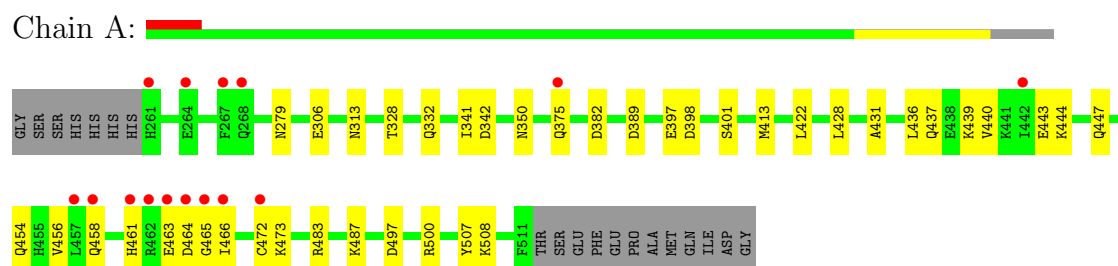 Chain A:
GLY SER SER HIS HIS HIS HIS HIS H261 E264 F267 Q268 N279 E306 N313 T328 Q332 I341 D342 N350 Q375 D382 D389 E397 D398 S401 M413 L422 L428 A431 L436 Q437 E438 K439 V440 K441 I442 E443 K444 Q447
Q454 H455 V456 L457 Q458 H461 R462 E463 D464 G465 I466 C472 K473 R483 K487 D497 R500 Y507 K508 F511 THR SER GLU PHE GLU PRO ALA MET GLN ILE ASP GLY